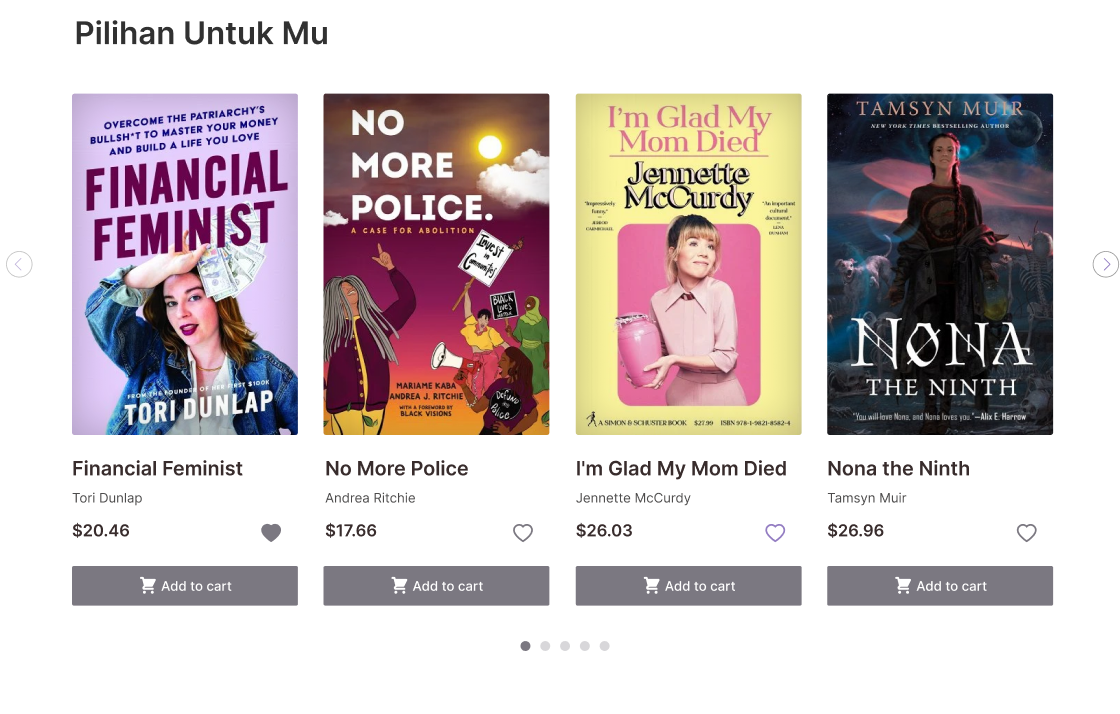 Pilihan Untuk Mu
OVERCOME THE PATRIARCHY'S
BULLSH*T TO MASTER YOUR MONEY
AND BUILD A LIFE YOU LOVE
FINANCIAL
FEMINIST
FROM THE FOUNDER OF HER FIRST $100K
TORI DUNLAP
NO
MORE
POLICE.
A CASE FOR ABOLITION
Invest
in
Communities
BLACK
LIVES
MATTER
MARIAME KABA
ANDREA J. RITCHIE
WITH A FOREWORD BY
BLACK VISIONS
Defund
the
Police
I'm Glad My
Mom Died
Jennette
McCurdy
"Impressively
funny."
—JERROD
CARMICHAEL
"An important
cultural
document."
—LENA
DUNHAM
A SIMON & SCHUSTER BOOK $27.99 ISBN 978-1-9821-8582-4
TAMSYN MUIR
NEW YORK TIMES BESTSELLING AUTHOR
NONA
THE NINTH
"You will love Nona, and Nona loves you." —Alix E. Harrow
Financial Feminist
Tori Dunlap
$20.46
Add to cart
No More Police
Andrea Ritchie
$17.66
Add to cart
I'm Glad My Mom Died
Jennette McCurdy
$26.03
Add to cart
Nona the Ninth
Tamsyn Muir
$26.96
Add to cart